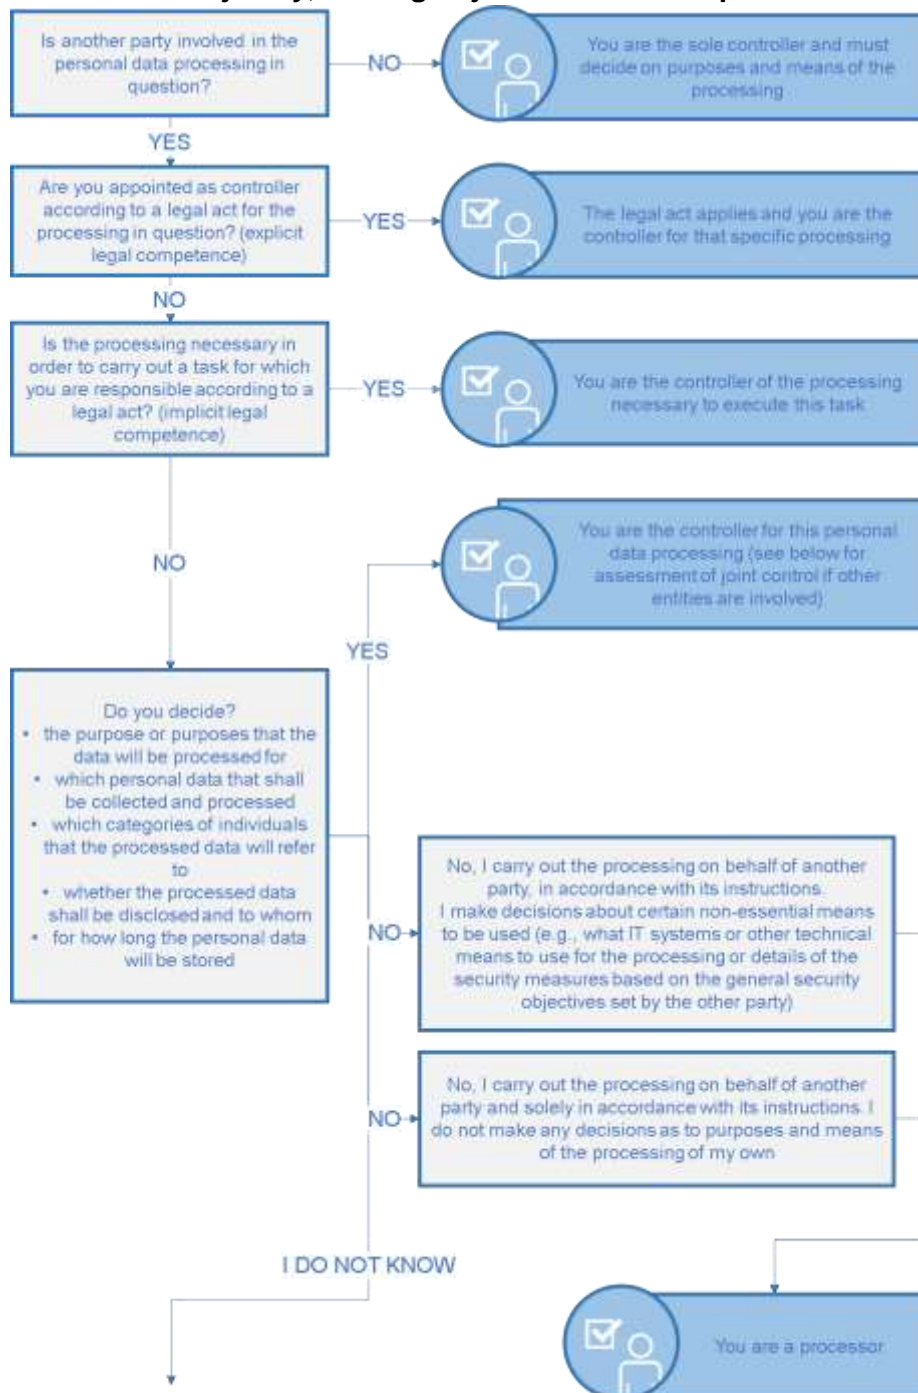 Is another party involved in the
personal data processing in
question?
NO
You are the sole controller and must
decide on purposes and means of the
processing
YES
Are you appointed as controller
according to a legal act for the
processing in question? (explicit
legal competence)
YES
The legal act applies and you are the
controller for that specific processing
NO
Is the processing necessary in
order to carry out a task for which
you are responsible according to a
legal act? (implicit legal
competence)
YES
You are the controller of the processing
necessary to execute this task
NO
You are the controller for this personal
data processing (see below for
assessment of joint control if other
entities are involved)
YES
Do you decide?
• the purpose or purposes that the
data will be processed for
• which personal data that shall
be collected and processed
• which categories of individuals
that the processed data will refer
to
• whether the processed data
shall be disclosed and to whom
• for how long the personal data
will be stored
NO
No, I carry out the processing on behalf of another
party, in accordance with its instructions.
I make decisions about certain non-essential means
to be used (e.g., what IT systems or other technical
means to use for the processing or details of the
security measures based on the general security
objectives set by the other party)
NO
No, I carry out the processing on behalf of another
party and solely in accordance with its instructions. I
do not make any decisions as to purposes and means
of the processing of my own
I DO NOT KNOW
You are a processor